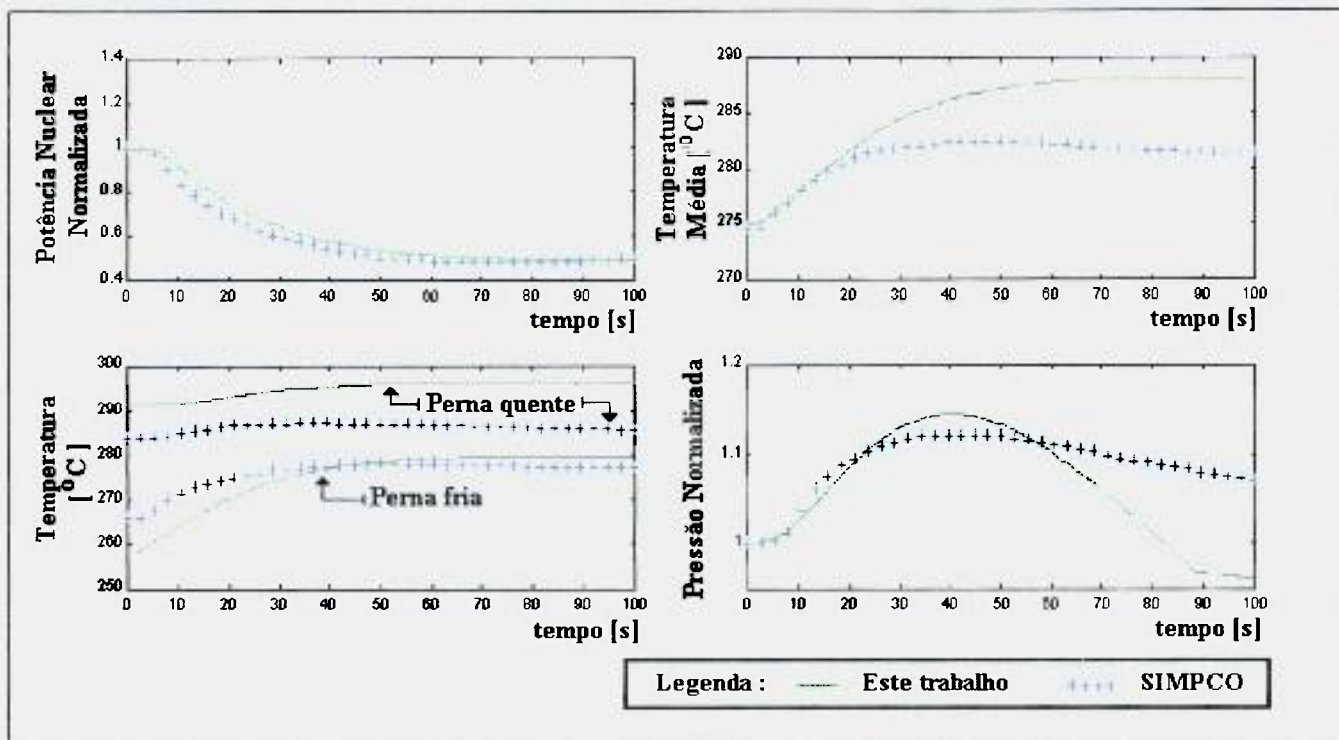 Potência Nuclear
Normalizada
1.4
1.2
1
0.8
0.6
0.4
0 10 20 30 40 50 60 70 80 90 100
tempo [s]
Temperatura
Média [°C ]
290
285
280
275
270
0 10 20 30 40 50 60 70 80 90 100
tempo [s]
Temperatura
[°C ]
300
290
280
270
260
250
Perna quente
Perna fria
0 10 20 30 40 50 60 70 80 90 100
tempo [s]
Pressão Normalizada
1.2
1.1
1
0 10 20 30 40 50 60 70 80 90 100
tempo [s]
Legenda : Este trabalho SIMPCO